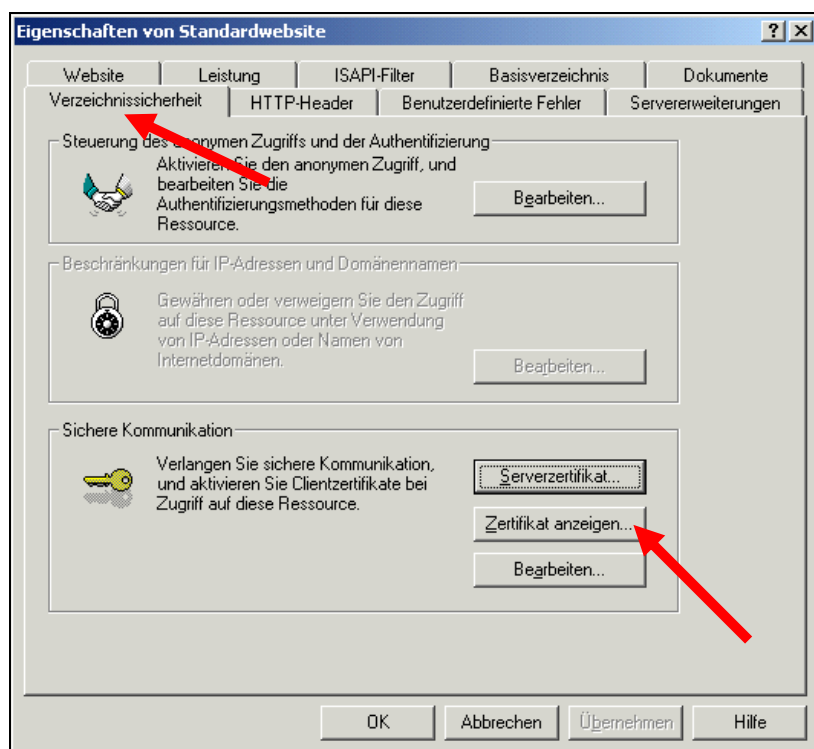 Eigenschaften von Standardwebsite
Website Leistung ISAPI-Filter Basisverzeichnis Dokumente
Verzeichnissicherheit HTTP-Header Benutzerdefinierte Fehler Servererweiterungen
Steuerung des anonymen Zugriffs und der Authentifizierung
Aktivieren Sie den anonymen Zugriff, und
bearbeiten Sie die
Authentifizierungsmethoden für diese
Ressource.
Bearbeiten...
Beschränkungen für IP-Adressen und Domänennamen
Gewähren oder verweigern Sie den Zugriff
auf diese Ressource unter Verwendung
von IP-Adressen oder Namen von
Internetdomänen.
Bearbeiten...
Sichere Kommunikation
Verlangen Sie sichere Kommunikation,
und aktivieren Sie Clientzertifikate bei
Zugriff auf diese Ressource.
Serverzertifikat...
Zertifikat anzeigen...
Bearbeiten...
OK Abbrechen Übernehmen Hilfe